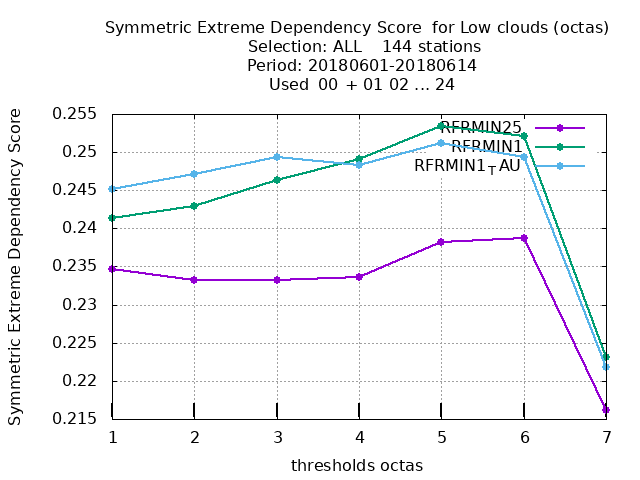 Symmetric Extreme Dependency Score  for Low clouds (octas)
Selection: ALL    144 stations
Period: 20180601-20180614
Used  00 + 01 02 ... 24
Symmetric Extreme Dependency Score
0.255
0.25
0.245
0.24
0.235
0.23
0.225
0.22
0.215
RFRMIN25
RFRMIN1
RFRMIN1_TAU
1 2 3 4 5 6 7
thresholds octas